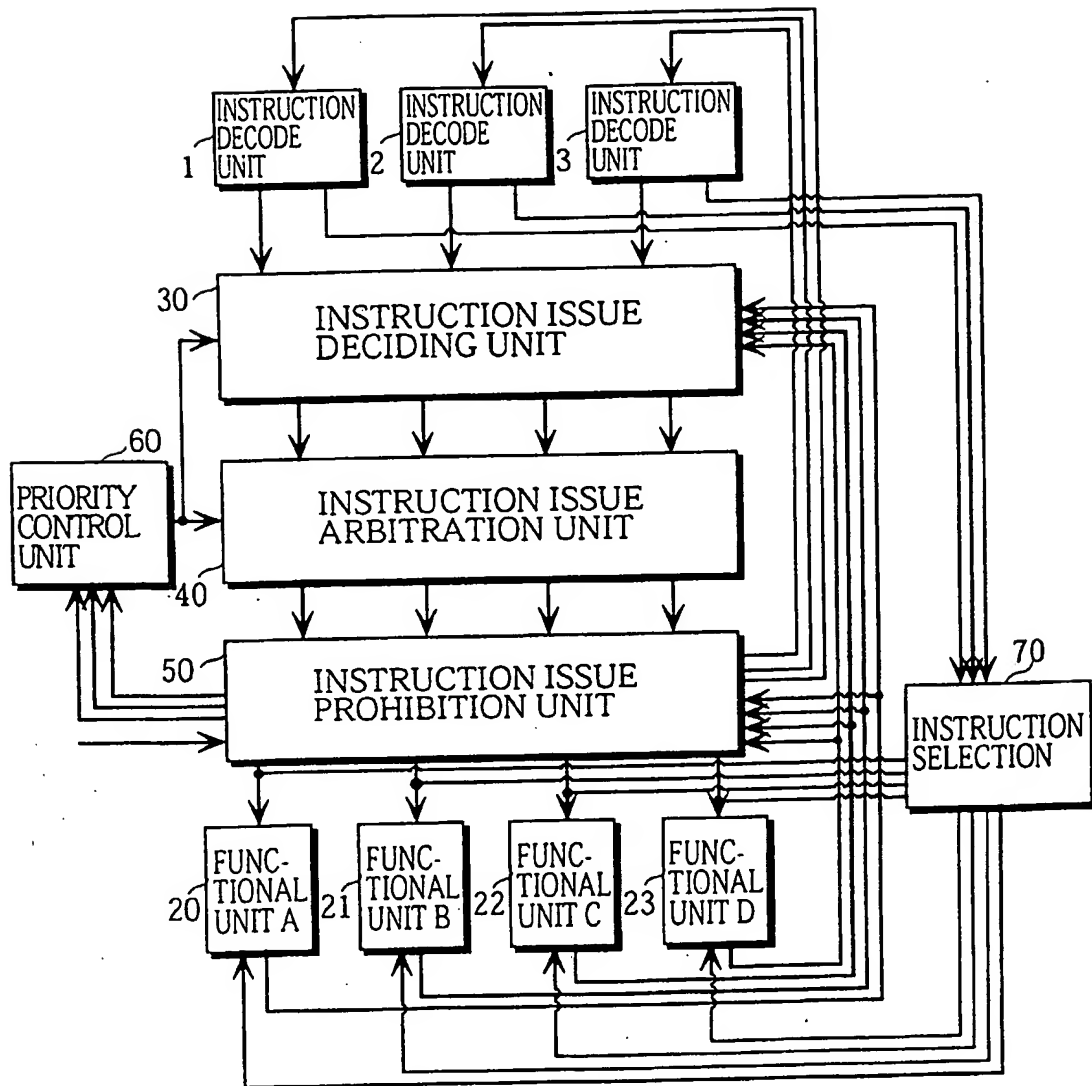 INSTRUCTION
DECODE
UNIT
1
INSTRUCTION
DECODE
UNIT
2
INSTRUCTION
DECODE
UNIT
3
30
INSTRUCTION ISSUE
DECIDING UNIT
60
PRIORITY
CONTROL
UNIT
INSTRUCTION ISSUE
ARBITRATION UNIT
40
50
INSTRUCTION ISSUE
PROHIBITION UNIT
70
INSTRUCTION
SELECTION
FUNC-
TIONAL
UNIT A
20
FUNC-
TIONAL
UNIT B
21
FUNC-
TIONAL
UNIT C
22
FUNC-
TIONAL
UNIT D
23